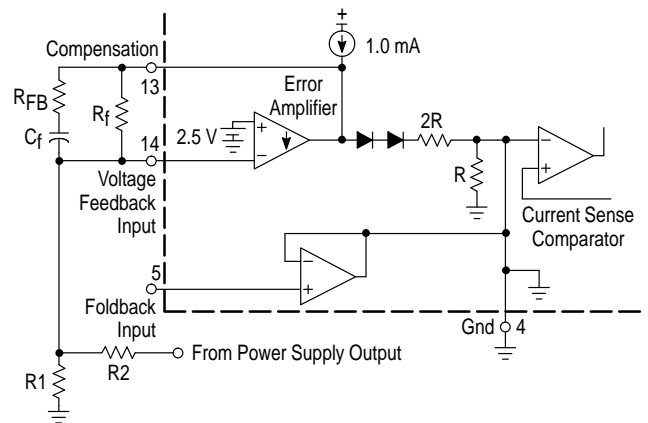 +
1.0 mA
Compensation
13
RFB
Rf
Cf
Error
Amplifier
2.5 V
+
−
14
Voltage
Feedback
Input
2R
R
−
+
Current Sense
Comparator
5
Foldback
Input
−
+
Gnd
4
From Power Supply Output
R2
R1